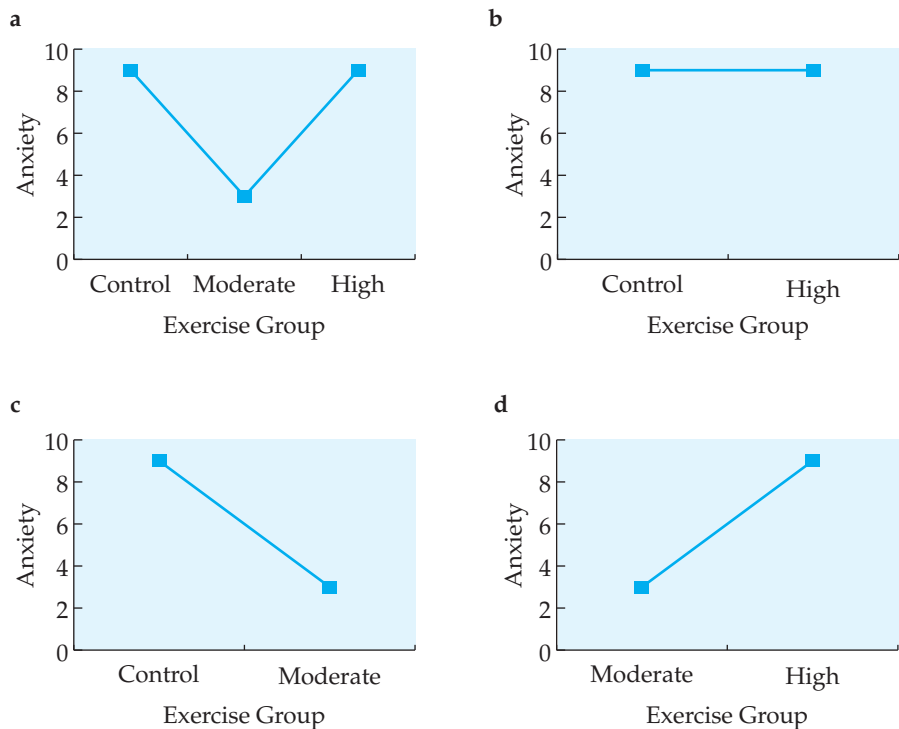 a
10
8
6
4
2
0
Anxiety
Control Moderate High
Exercise Group
b
10
8
6
4
2
0
Anxiety
Control High
Exercise Group
c
10
8
6
4
2
0
Anxiety
Control Moderate
Exercise Group
d
10
8
6
4
2
0
Anxiety
Moderate High
Exercise Group